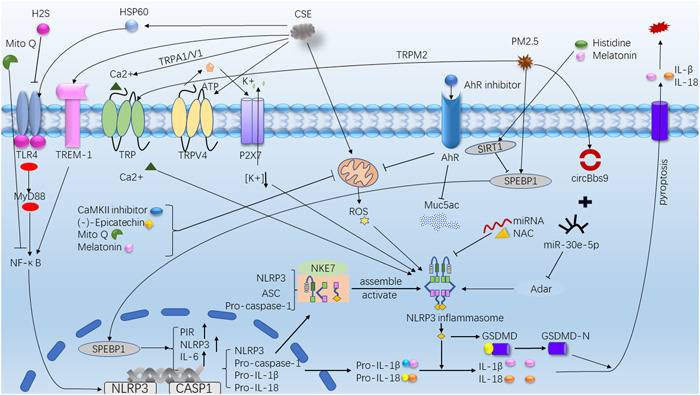 H2S
HSP60
CSE
Mito Q
PM2.5
Histidine
Melatonin
TRPA1/V1
TRPM2
Ca2+
ATP
K+
AhR inhibitor
IL-β
IL-18
TLR4
TREM-1
TRP
TRPV4
P2X7
AhR
SIRT1
SPEBP1
circBbs9
MyD88
Ca2+
[K+]
ROS
Muc5ac
pyroptosis
CaMKII inhibitor
(-)-Epicatechin
Mito Q
Melatonin
miRNA
NAC
miR-30e-5p
NF-κB
NKE7
NLRP3
ASC
Pro-caspase-1
assemble
activate
Adar
NLRP3 inflammasome
SPEBP1
PIR
NLRP3
IL-6
GSDMD
GSDMD-N
NLRP3
Pro-caspase-1
Pro-IL-1β
Pro-IL-18
Pro-IL-1β
Pro-IL-18
IL-1β
IL-18
NLRP3
CASP1